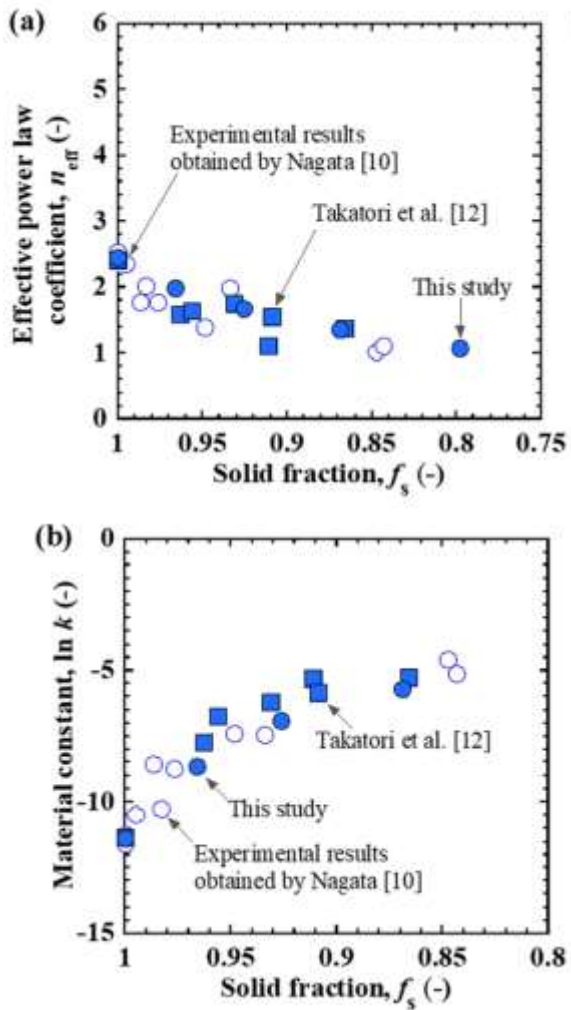 (a)
6
5
4
3
2
1
0
Effective power law
coefficient, n_eff (-)
Experimental results
obtained by Nagata [10]
Takatori et al. [12]
This study
1 0.95 0.9 0.85 0.8 0.75
Solid fraction, f_s (-)
(b)
0
-5
-10
-15
Material constant, ln k (-)
Takatori et al. [12]
This study
Experimental results
obtained by Nagata [10]
1 0.95 0.9 0.85 0.8
Solid fraction, f_s (-)